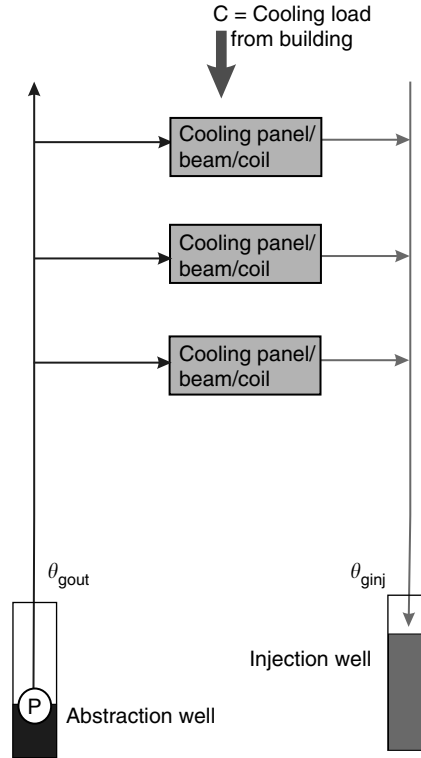 C = Cooling load
from building
Cooling panel/
beam/coil
Cooling panel/
beam/coil
Cooling panel/
beam/coil
θgout
θginj
Injection well
P
Abstraction well